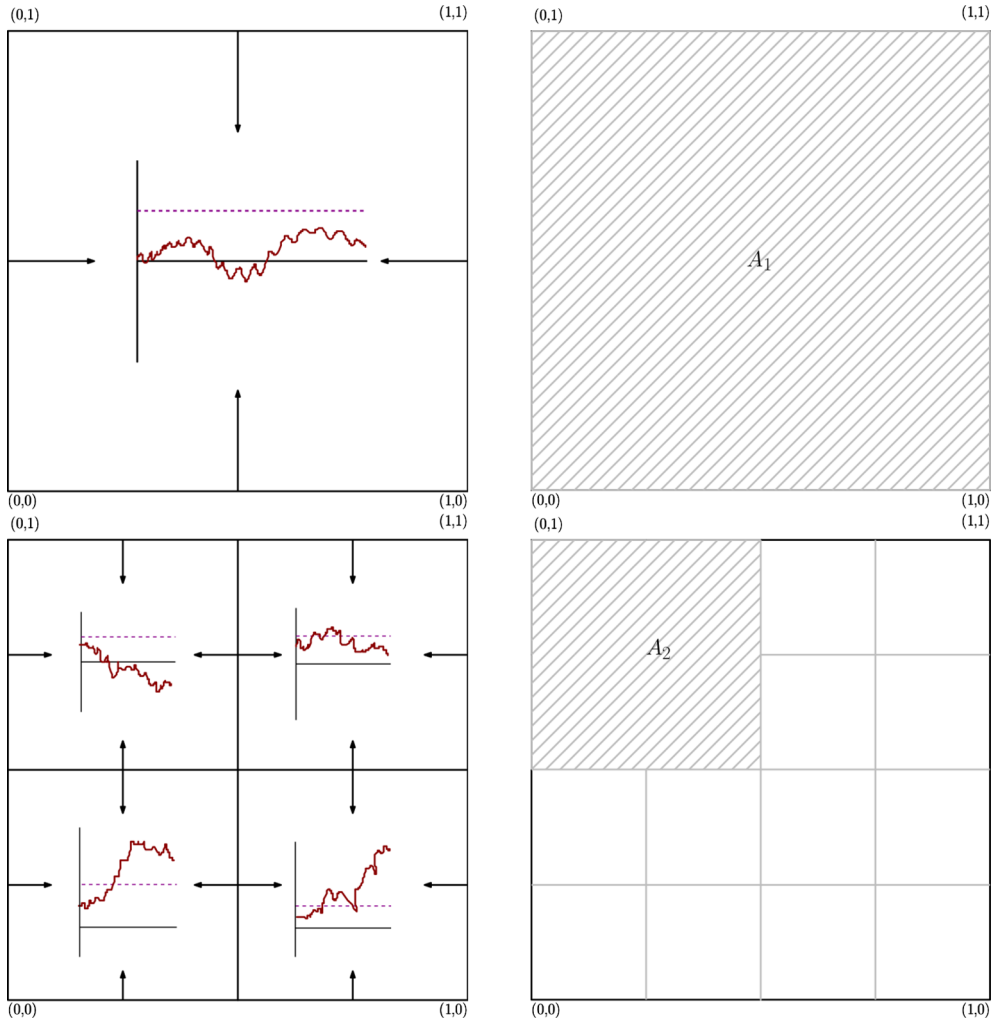 (0,1) (1,1) (0,1) (1,1)
A₁
(0,0) (1,0) (0,0) (1,0)
(0,1) (1,1) (0,1) (1,1)
A₂
(0,0) (1,0) (0,0) (1,0)